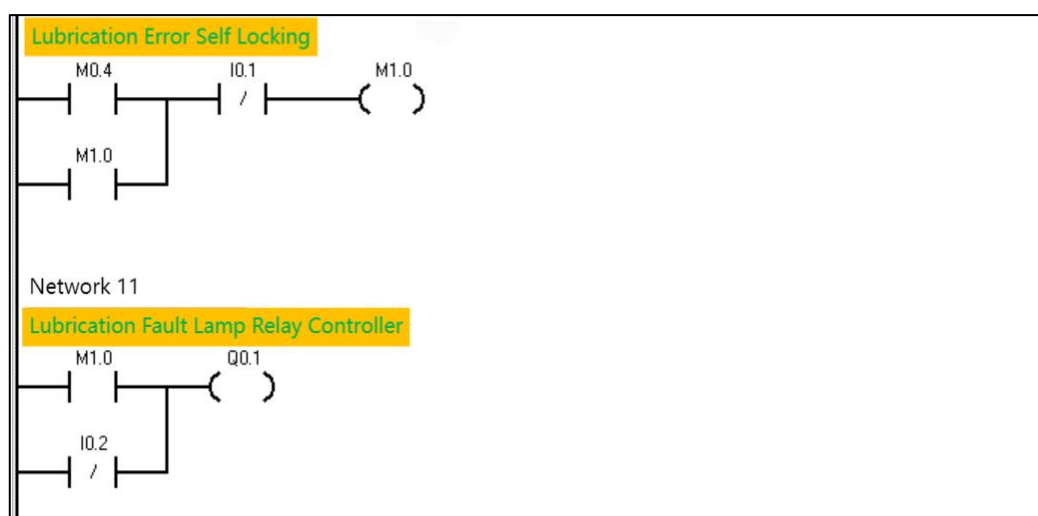 Lubrication Error Self Locking
M0.4 I0.1 M1.0
M1.0
Network 11
Lubrication Fault Lamp Relay Controller
M1.0 Q0.1
I0.2